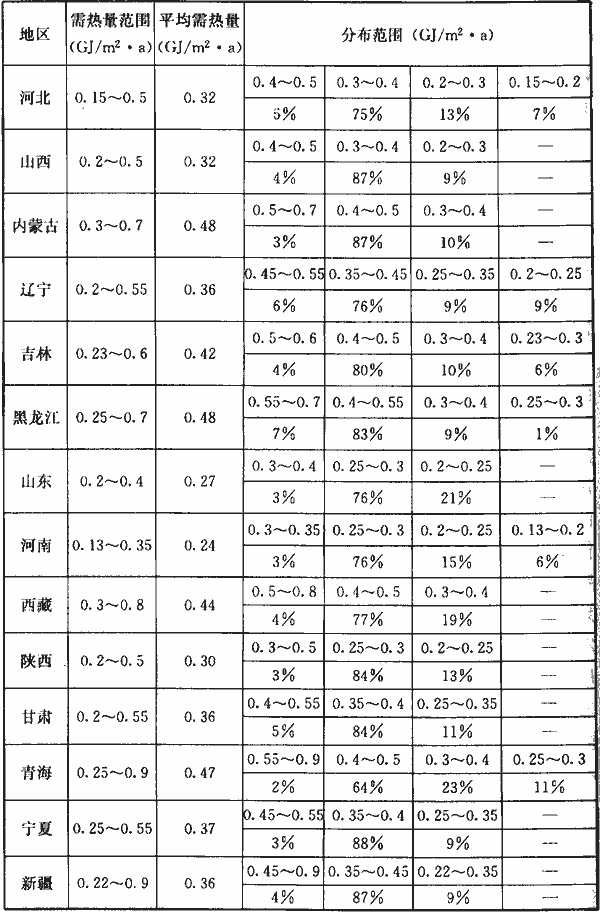 地区 需热量范围 (GJ/m²·a) 平均需热量 (GJ/m²·a) 分布范围 (GJ/m²·a)
河北 0.15～0.5 0.32 0.4～0.5 0.3～0.4 0.2～0.3 0.15～0.2
5% 75% 13% 7%
山西 0.2～0.5 0.32 0.4～0.5 0.3～0.4 0.2～0.3 —
4% 87% 9% —
内蒙古 0.3～0.7 0.48 0.5～0.7 0.4～0.5 0.3～0.4 —
3% 87% 10% —
辽宁 0.2～0.55 0.36 0.45～0.55 0.35～0.45 0.25～0.35 0.2～0.25
6% 76% 9% 9%
吉林 0.23～0.6 0.42 0.5～0.6 0.4～0.5 0.3～0.4 0.23～0.3
4% 80% 10% 6%
黑龙江 0.25～0.7 0.48 0.55～0.7 0.4～0.55 0.3～0.4 0.25～0.3
7% 83% 9% 1%
山东 0.2～0.4 0.27 0.3～0.4 0.25～0.3 0.2～0.25 —
3% 76% 21% —
河南 0.13～0.35 0.24 0.3～0.35 0.25～0.3 0.2～0.25 0.13～0.2
3% 76% 15% 6%
西藏 0.3～0.8 0.44 0.5～0.8 0.4～0.5 0.3～0.4 —
4% 77% 19% —
陕西 0.2～0.5 0.30 0.3～0.5 0.25～0.3 0.2～0.25 —
3% 84% 13% —
甘肃 0.2～0.55 0.36 0.4～0.55 0.35～0.4 0.25～0.35 —
5% 84% 11% —
青海 0.25～0.9 0.47 0.55～0.9 0.4～0.5 0.3～0.4 0.25～0.3
2% 64% 23% 11%
宁夏 0.25～0.55 0.37 0.45～0.55 0.35～0.4 0.25～0.35 —
3% 88% 9% —
新疆 0.22～0.9 0.36 0.45～0.9 0.35～0.45 0.22～0.35 —
4% 87% 9% —